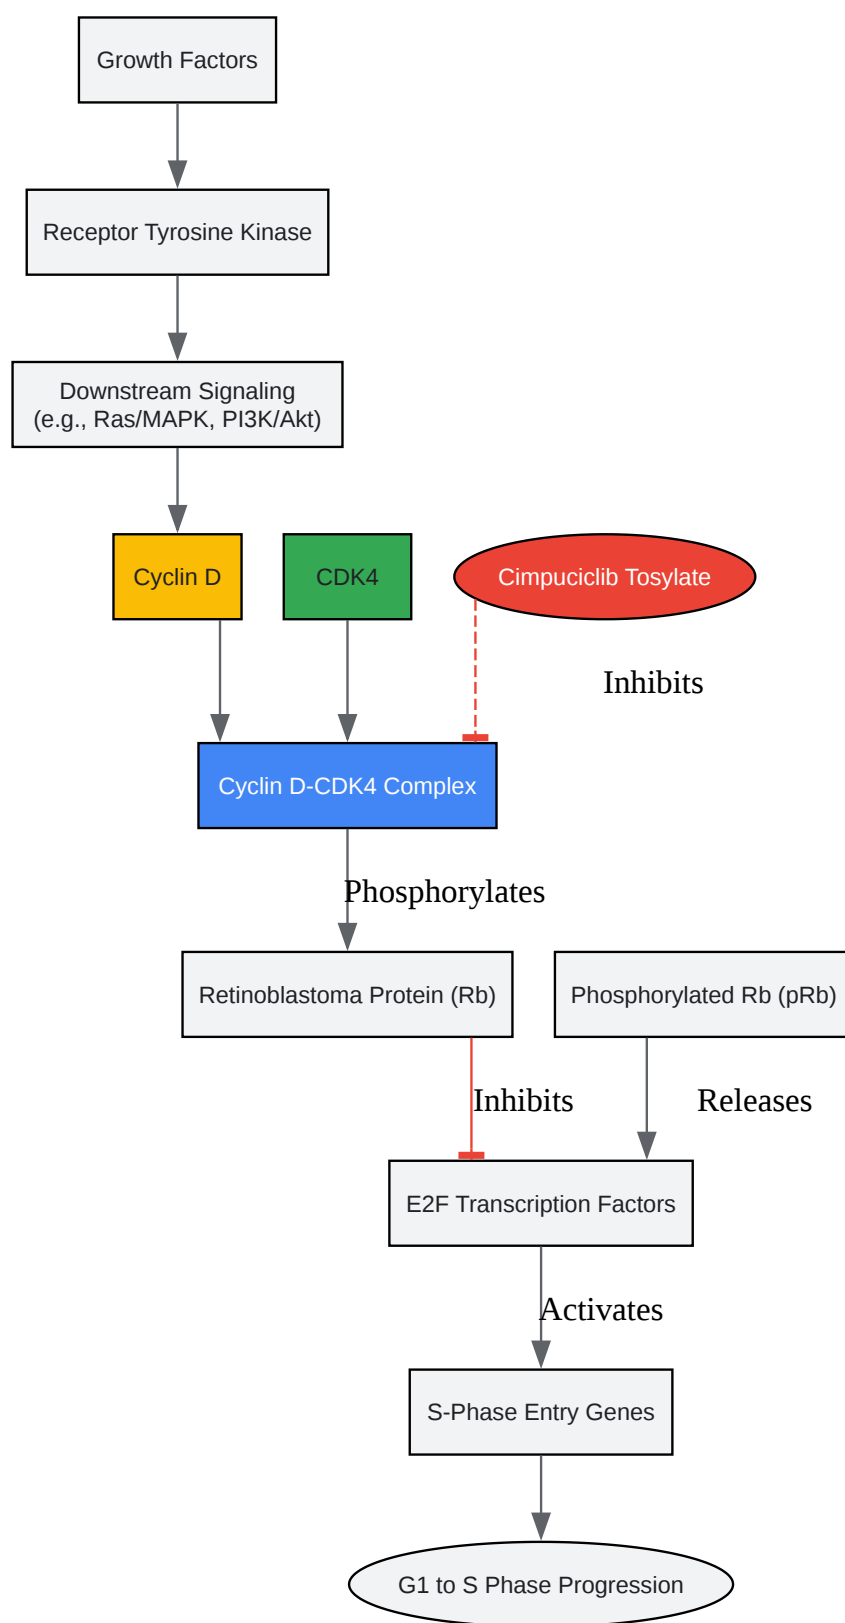 Growth Factors
Receptor Tyrosine Kinase
Downstream Signaling
(e.g., Ras/MAPK, PI3K/Akt)
Cyclin D
CDK4
Cimpuciclib Tosylate
Inhibits
Cyclin D-CDK4 Complex
Phosphorylates
Retinoblastoma Protein (Rb)
Phosphorylated Rb (pRb)
Inhibits
Releases
E2F Transcription Factors
Activates
S-Phase Entry Genes
G1 to S Phase Progression